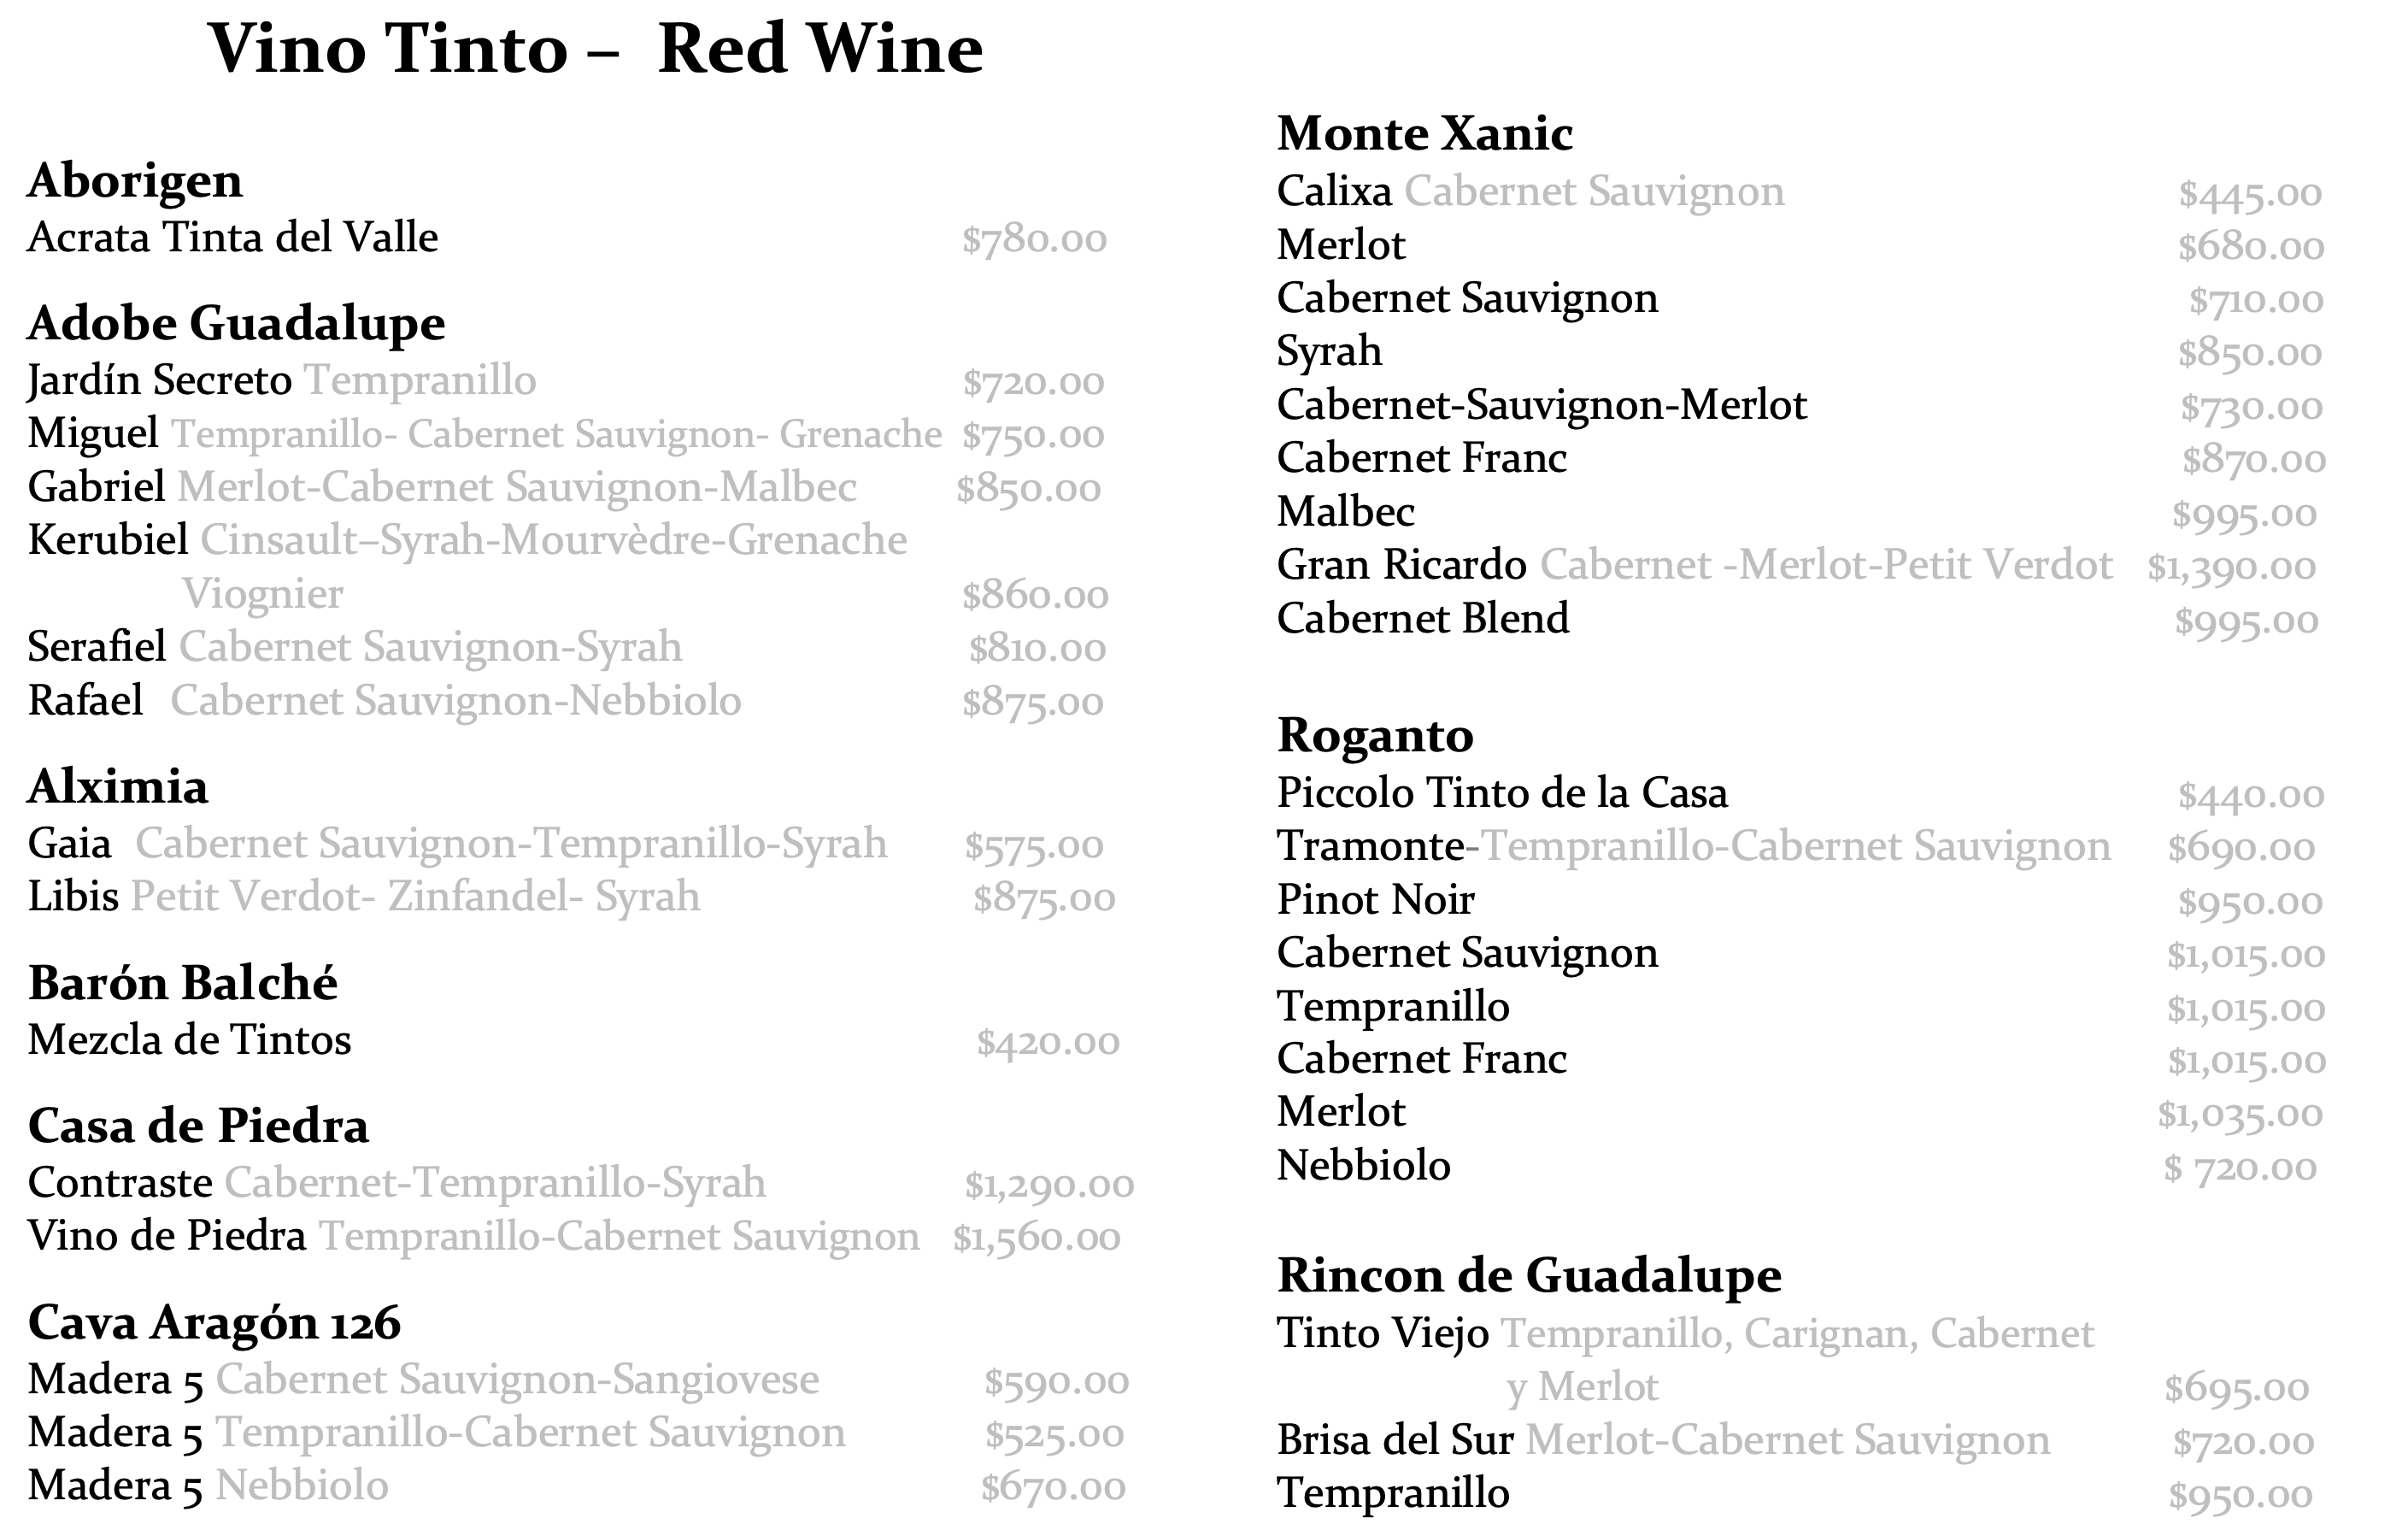 Vino Tinto – Red Wine
Aborigen
Acrata Tinta del Valle $780.00
Adobe Guadalupe
Jardín Secreto Tempranillo $720.00
Miguel Tempranillo- Cabernet Sauvignon- Grenache $750.00
Gabriel Merlot-Cabernet Sauvignon-Malbec $850.00
Kerubiel Cinsault–Syrah-Mourvèdre-Grenache
Viognier $860.00
Serafiel Cabernet Sauvignon-Syrah $810.00
Rafael Cabernet Sauvignon-Nebbiolo $875.00
Alximia
Gaia Cabernet Sauvignon-Tempranillo-Syrah $575.00
Libis Petit Verdot- Zinfandel- Syrah $875.00
Barón Balché
Mezcla de Tintos $420.00
Casa de Piedra
Contraste Cabernet-Tempranillo-Syrah $1,290.00
Vino de Piedra Tempranillo-Cabernet Sauvignon $1,560.00
Cava Aragón 126
Madera 5 Cabernet Sauvignon-Sangiovese $590.00
Madera 5 Tempranillo-Cabernet Sauvignon $525.00
Madera 5 Nebbiolo $670.00
Monte Xanic
Calixa Cabernet Sauvignon $445.00
Merlot $680.00
Cabernet Sauvignon $710.00
Syrah $850.00
Cabernet-Sauvignon-Merlot $730.00
Cabernet Franc $870.00
Malbec $995.00
Gran Ricardo Cabernet -Merlot-Petit Verdot $1,390.00
Cabernet Blend $995.00
Roganto
Piccolo Tinto de la Casa $440.00
Tramonte-Tempranillo-Cabernet Sauvignon $690.00
Pinot Noir $950.00
Cabernet Sauvignon $1,015.00
Tempranillo $1,015.00
Cabernet Franc $1,015.00
Merlot $1,035.00
Nebbiolo $ 720.00
Rincon de Guadalupe
Tinto Viejo Tempranillo, Carignan, Cabernet
y Merlot $695.00
Brisa del Sur Merlot-Cabernet Sauvignon $720.00
Tempranillo $950.00